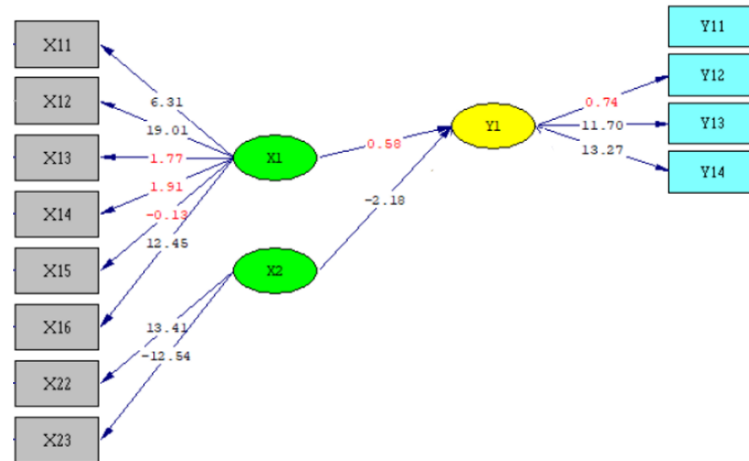 X11
X12
X13
X14
X15
X16
X22
X23
6.31
19.01
1.77
1.91
-0.13
12.45
13.41
-12.54
X1
X2
0.58
-2.18
Y1
0.74
11.70
13.27
Y11
Y12
Y13
Y14